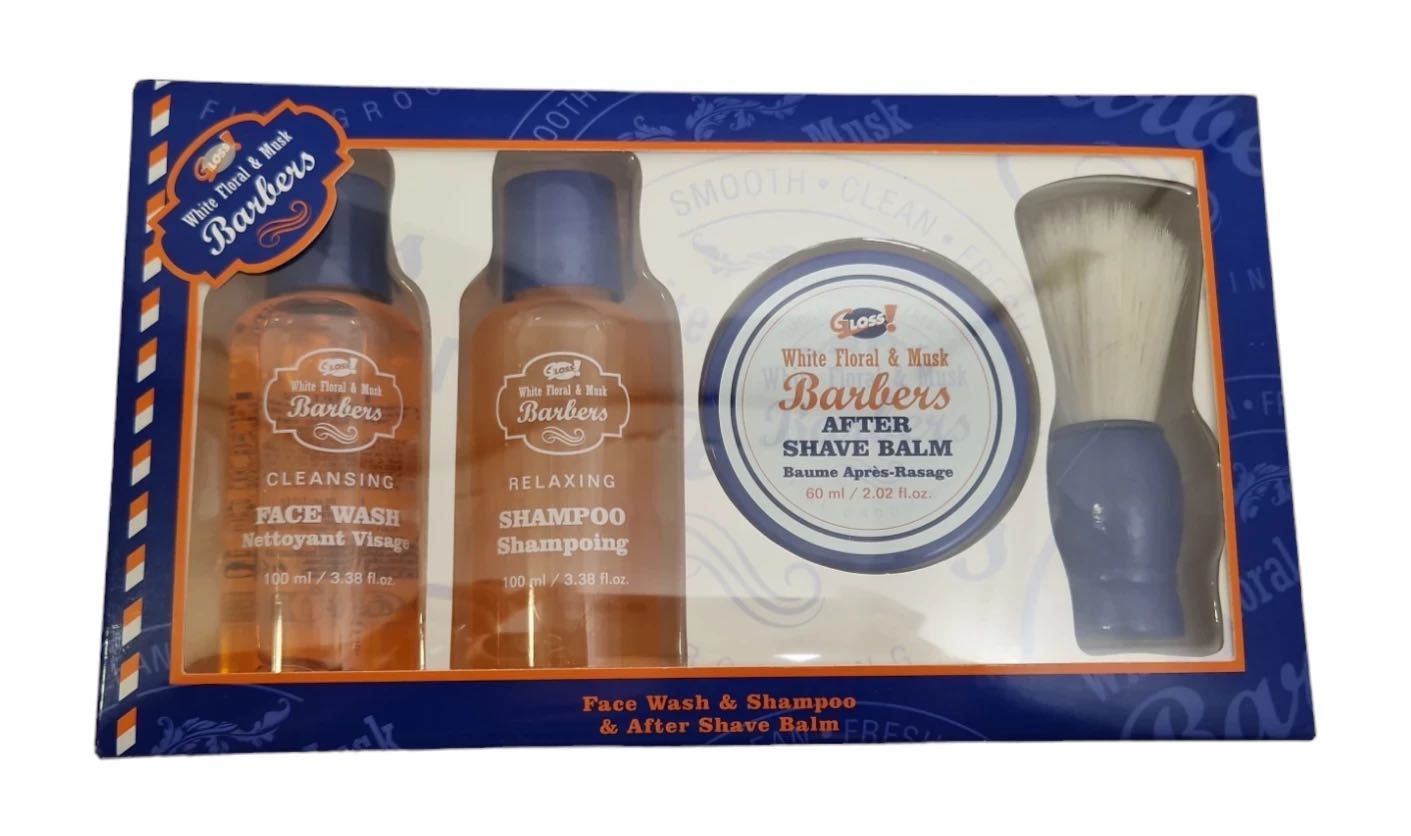 GLOSS!
White Floral & Musk
Barbers
GLOSS!
White Floral & Musk
Barbers
CLEANSING
FACE WASH
Nettoyant Visage
100 ml / 3.38 fl.oz.
GLOSS!
White Floral & Musk
Barbers
RELAXING
SHAMPOO
Shampoing
100 ml / 3.38 fl.oz.
SMOOTH • CLEAN • FRESH
GLOSS!
White Floral & Musk
Barbers
AFTER
SHAVE BALM
Baume Après-Rasage
60 ml / 2.02 fl.oz.
Face Wash & Shampoo
& After Shave Balm